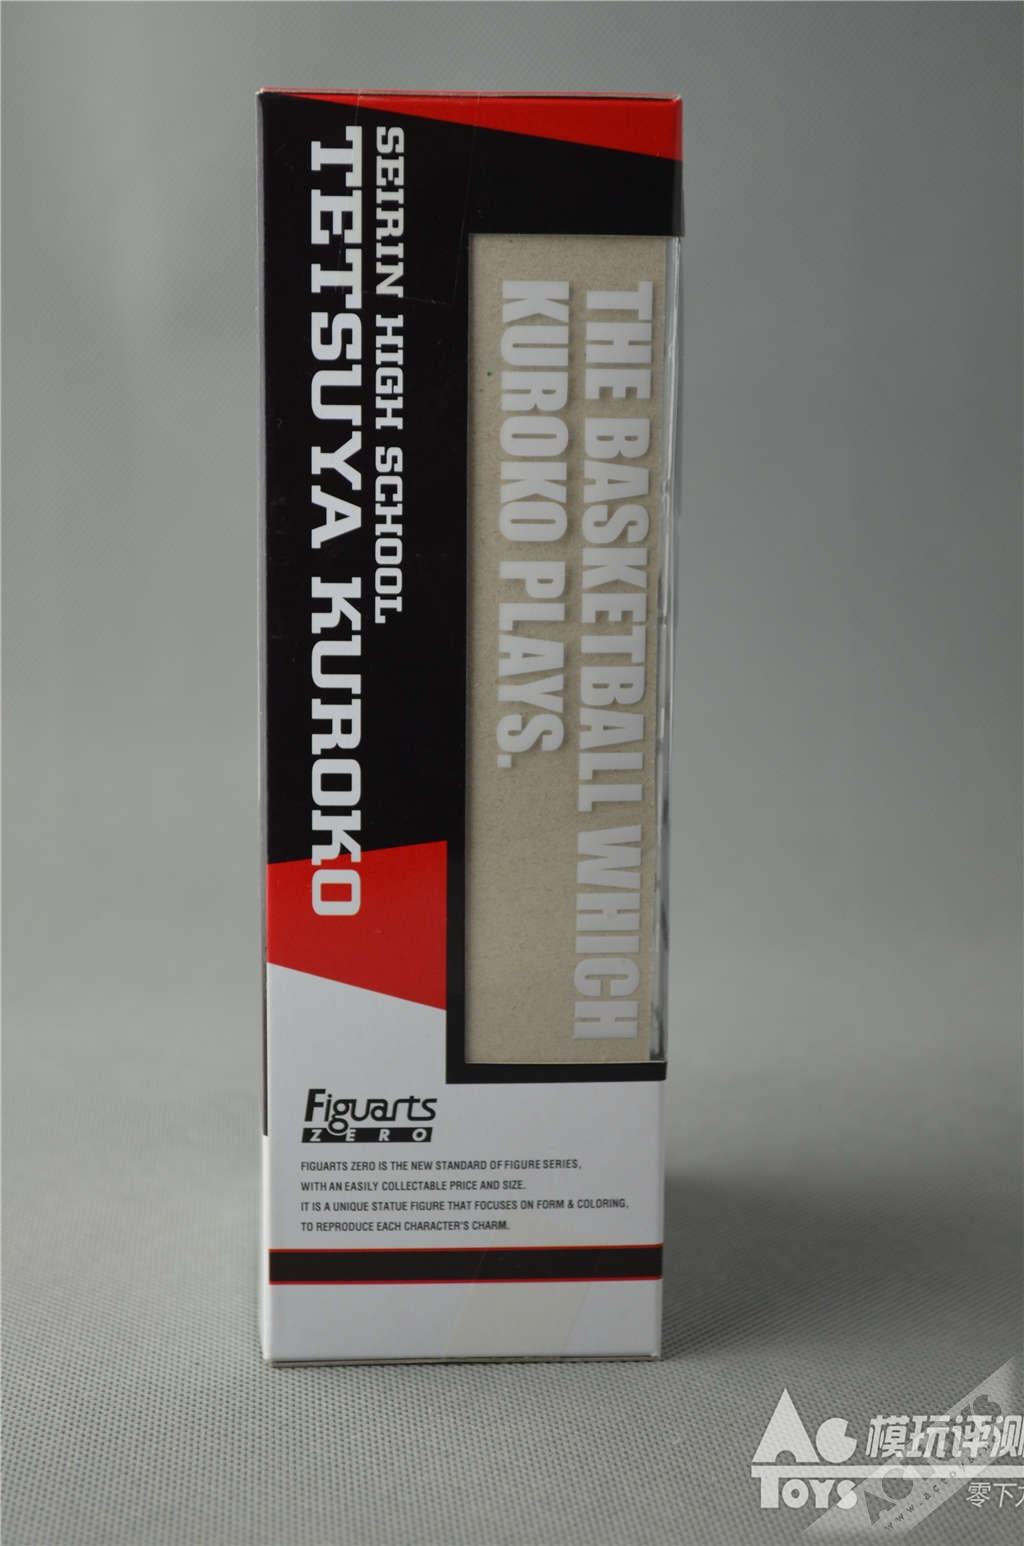 SEIRIN HIGH SCHOOL
TETSUYA KUROKO
THE BASKETBALL WHICH
KUROKO PLAYS.
Figuarts
ZERO
FIGUARTS ZERO IS THE NEW STANDARD OF FIGURE SERIES,
WITH AN EASILY COLLECTABLE PRICE AND SIZE.
IT IS A UNIQUE STATUE FIGURE THAT FOCUSES ON FORM & COLORING,
TO REPRODUCE EACH CHARACTER'S CHARM.
AC 模玩评测
TOYS
零下